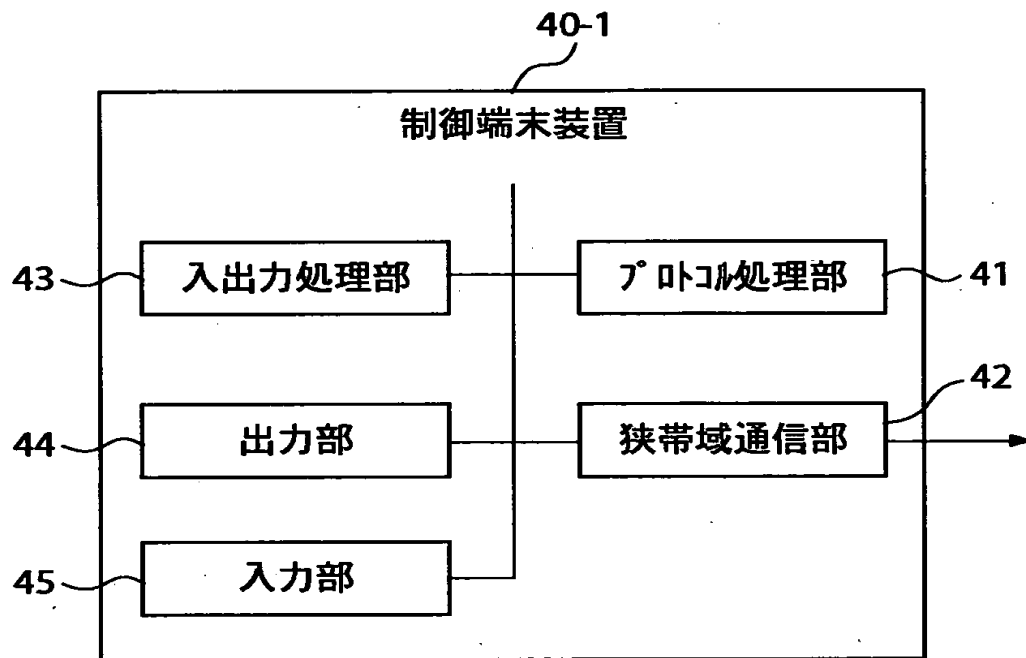 40-1
制御端末装置
43
入出力処理部
プロトコル処理部
41
42
44
出力部
狭帯域通信部
45
入力部